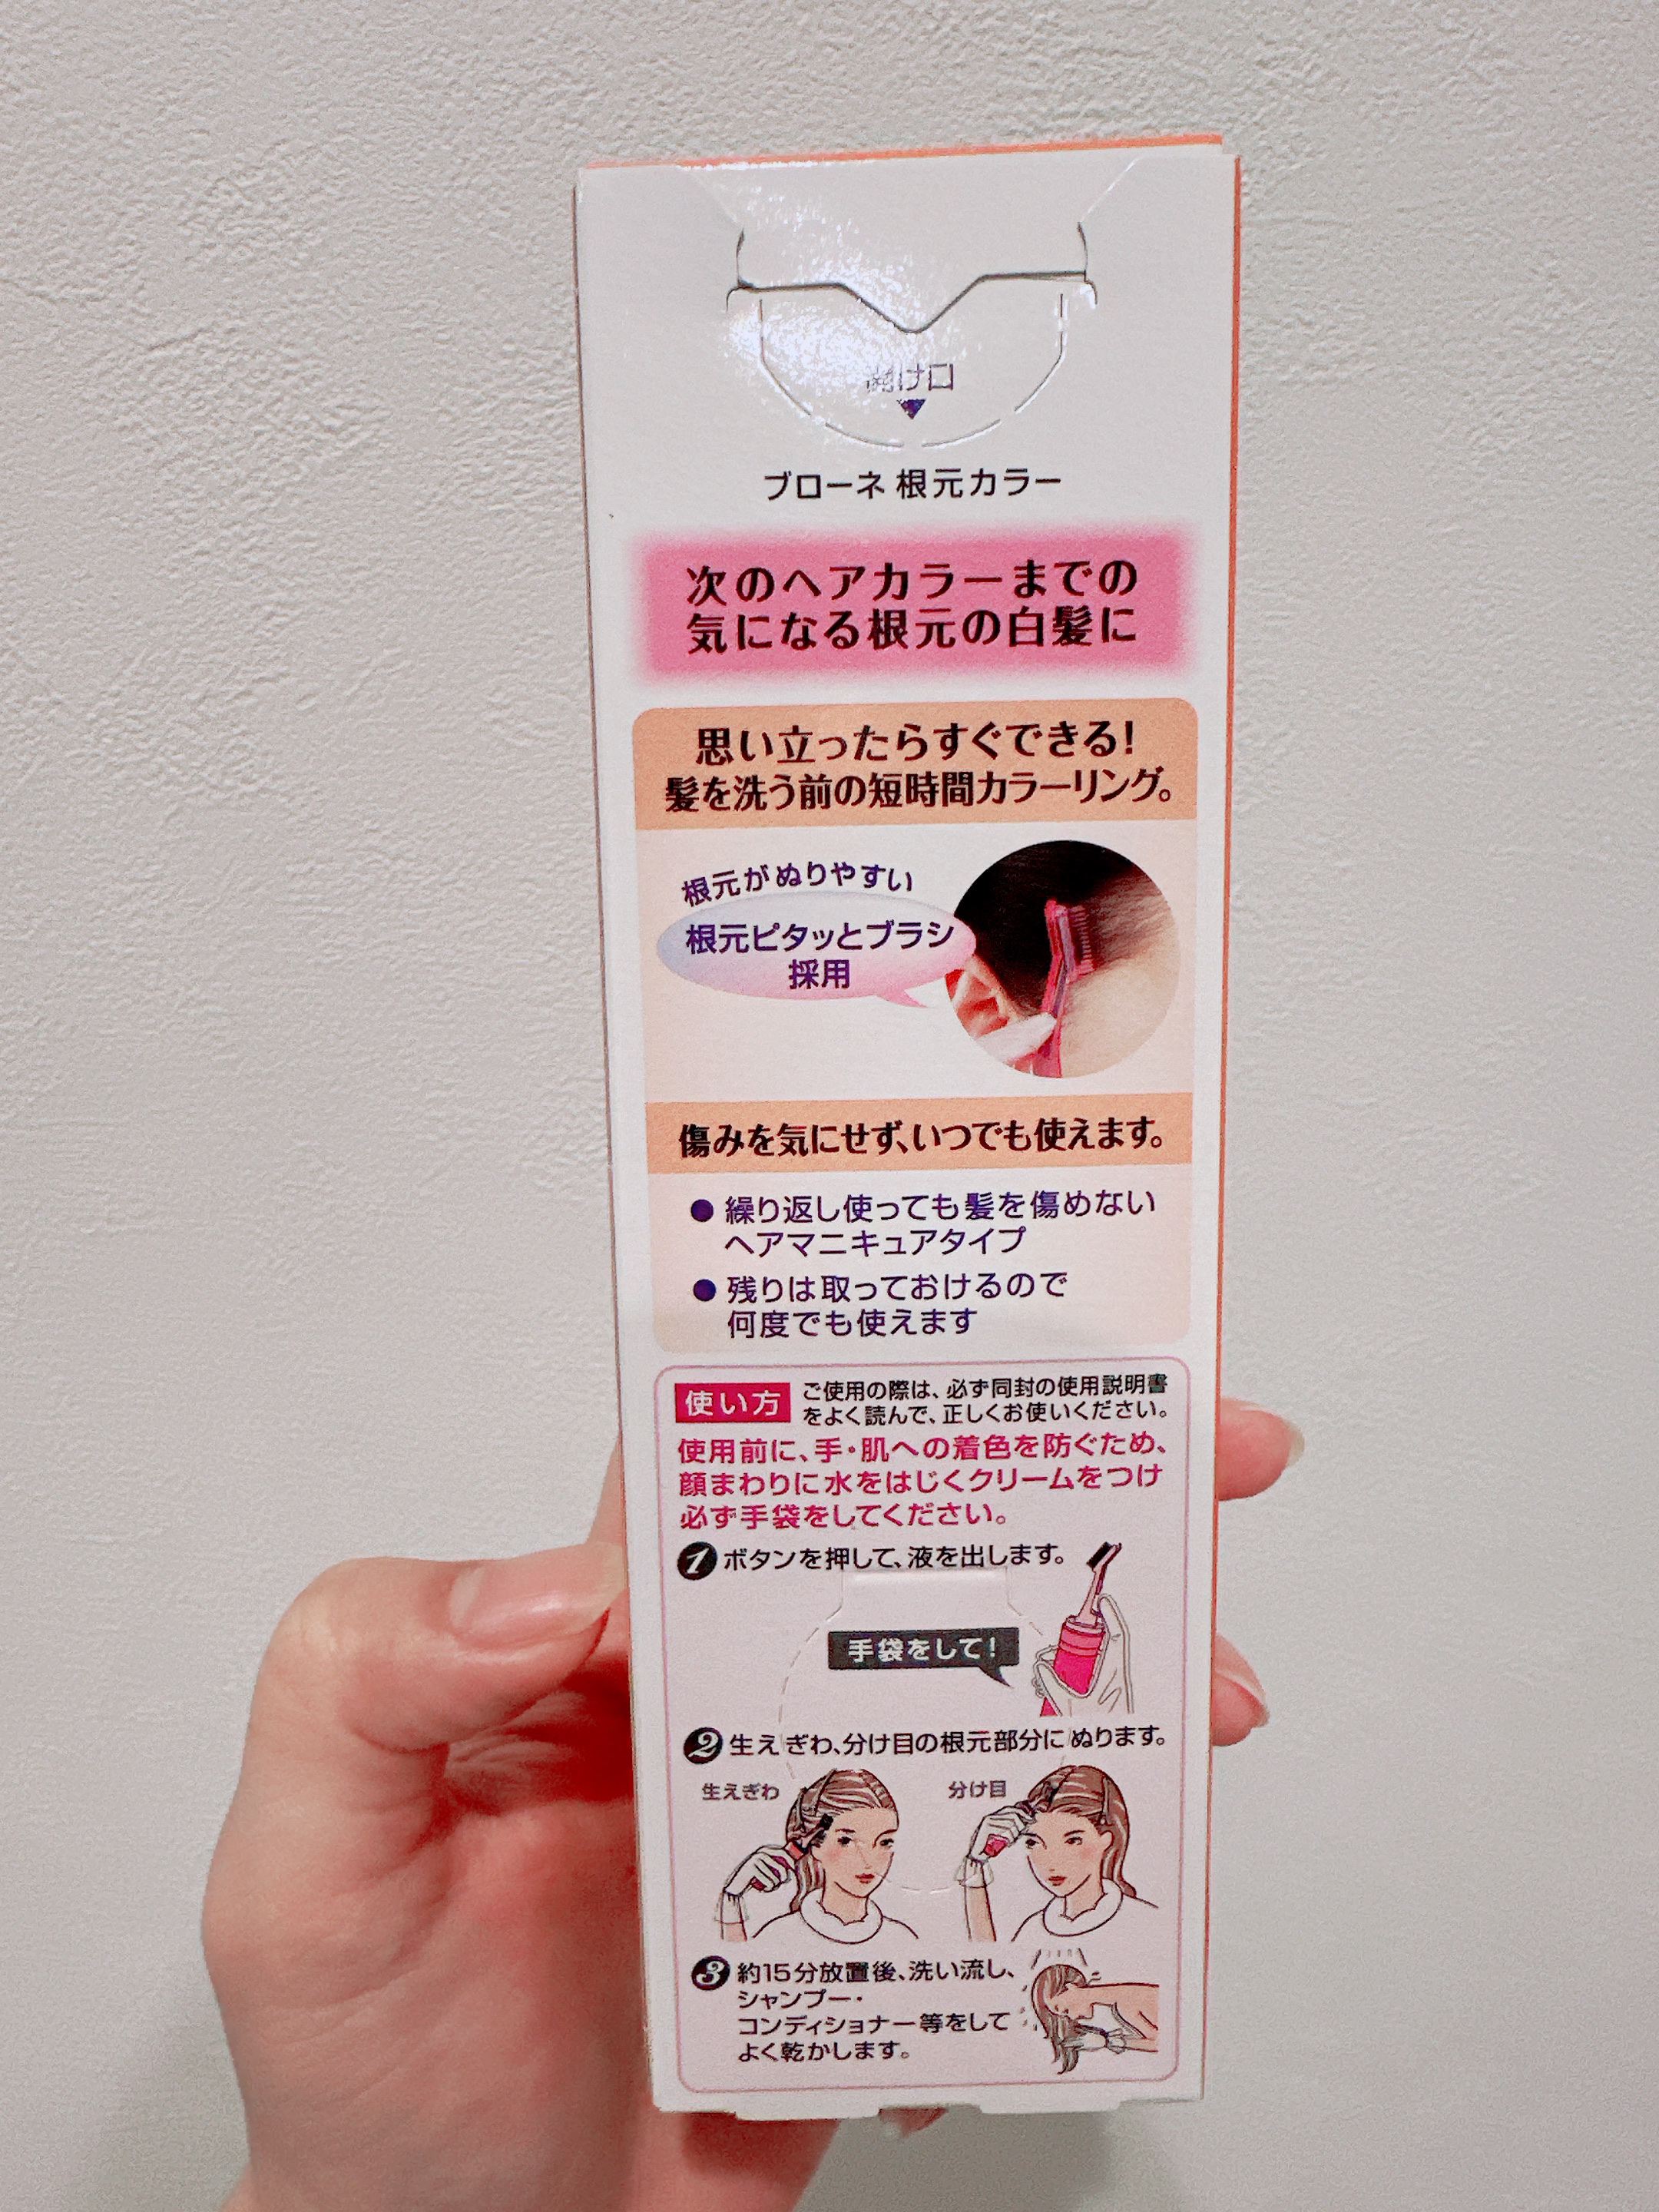 開け口
ブローネ 根元カラー
次のヘアカラーまでの
気になる根元の白髪に
思い立ったらすぐできる!
髪を洗う前の短時間カラーリング。
根元がぬりやすい
根元ピタッとブラシ
採用
傷みを気にせず、いつでも使えます。
● 繰り返し使っても髪を傷めない
ヘアマニキュアタイプ
● 残りは取っておけるので
何度でも使えます
使い方
ご使用の際は、必ず同封の使用説明書
をよく読んで、正しくお使いください。
使用前に、手・肌への着色を防ぐため、
顔まわりに水をはじくクリームをつけ
必ず手袋をしてください。
1 ボタンを押して、液を出します。
手袋をして!
2 生えぎわ、分け目の根元部分にぬります。
生えぎわ 分け目
3 約15分放置後、洗い流し、
シャンプー・
コンディショナー等をして
よく乾かします。